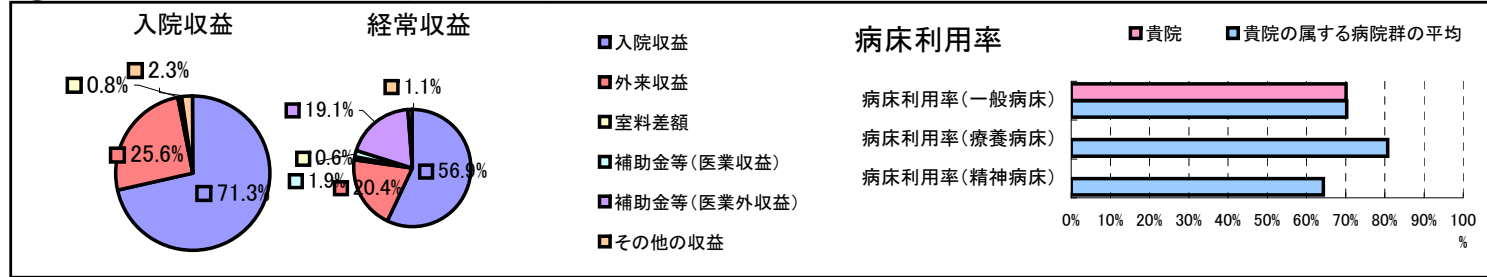 入院収益
0.8%
2.3%
25.6%
71.3%
経常収益
1.1%
19.1%
0.6%
1.9%
20.4%
56.9%
入院収益
外来収益
室料差額
補助金等(医業収益)
補助金等(医業外収益)
その他の収益
病床利用率
貴院
貴院の属する病院群の平均
病床利用率(一般病床)
病床利用率(療養病床)
病床利用率(精神病床)
0% 10% 20% 30% 40% 50% 60% 70% 80% 90% 100
%